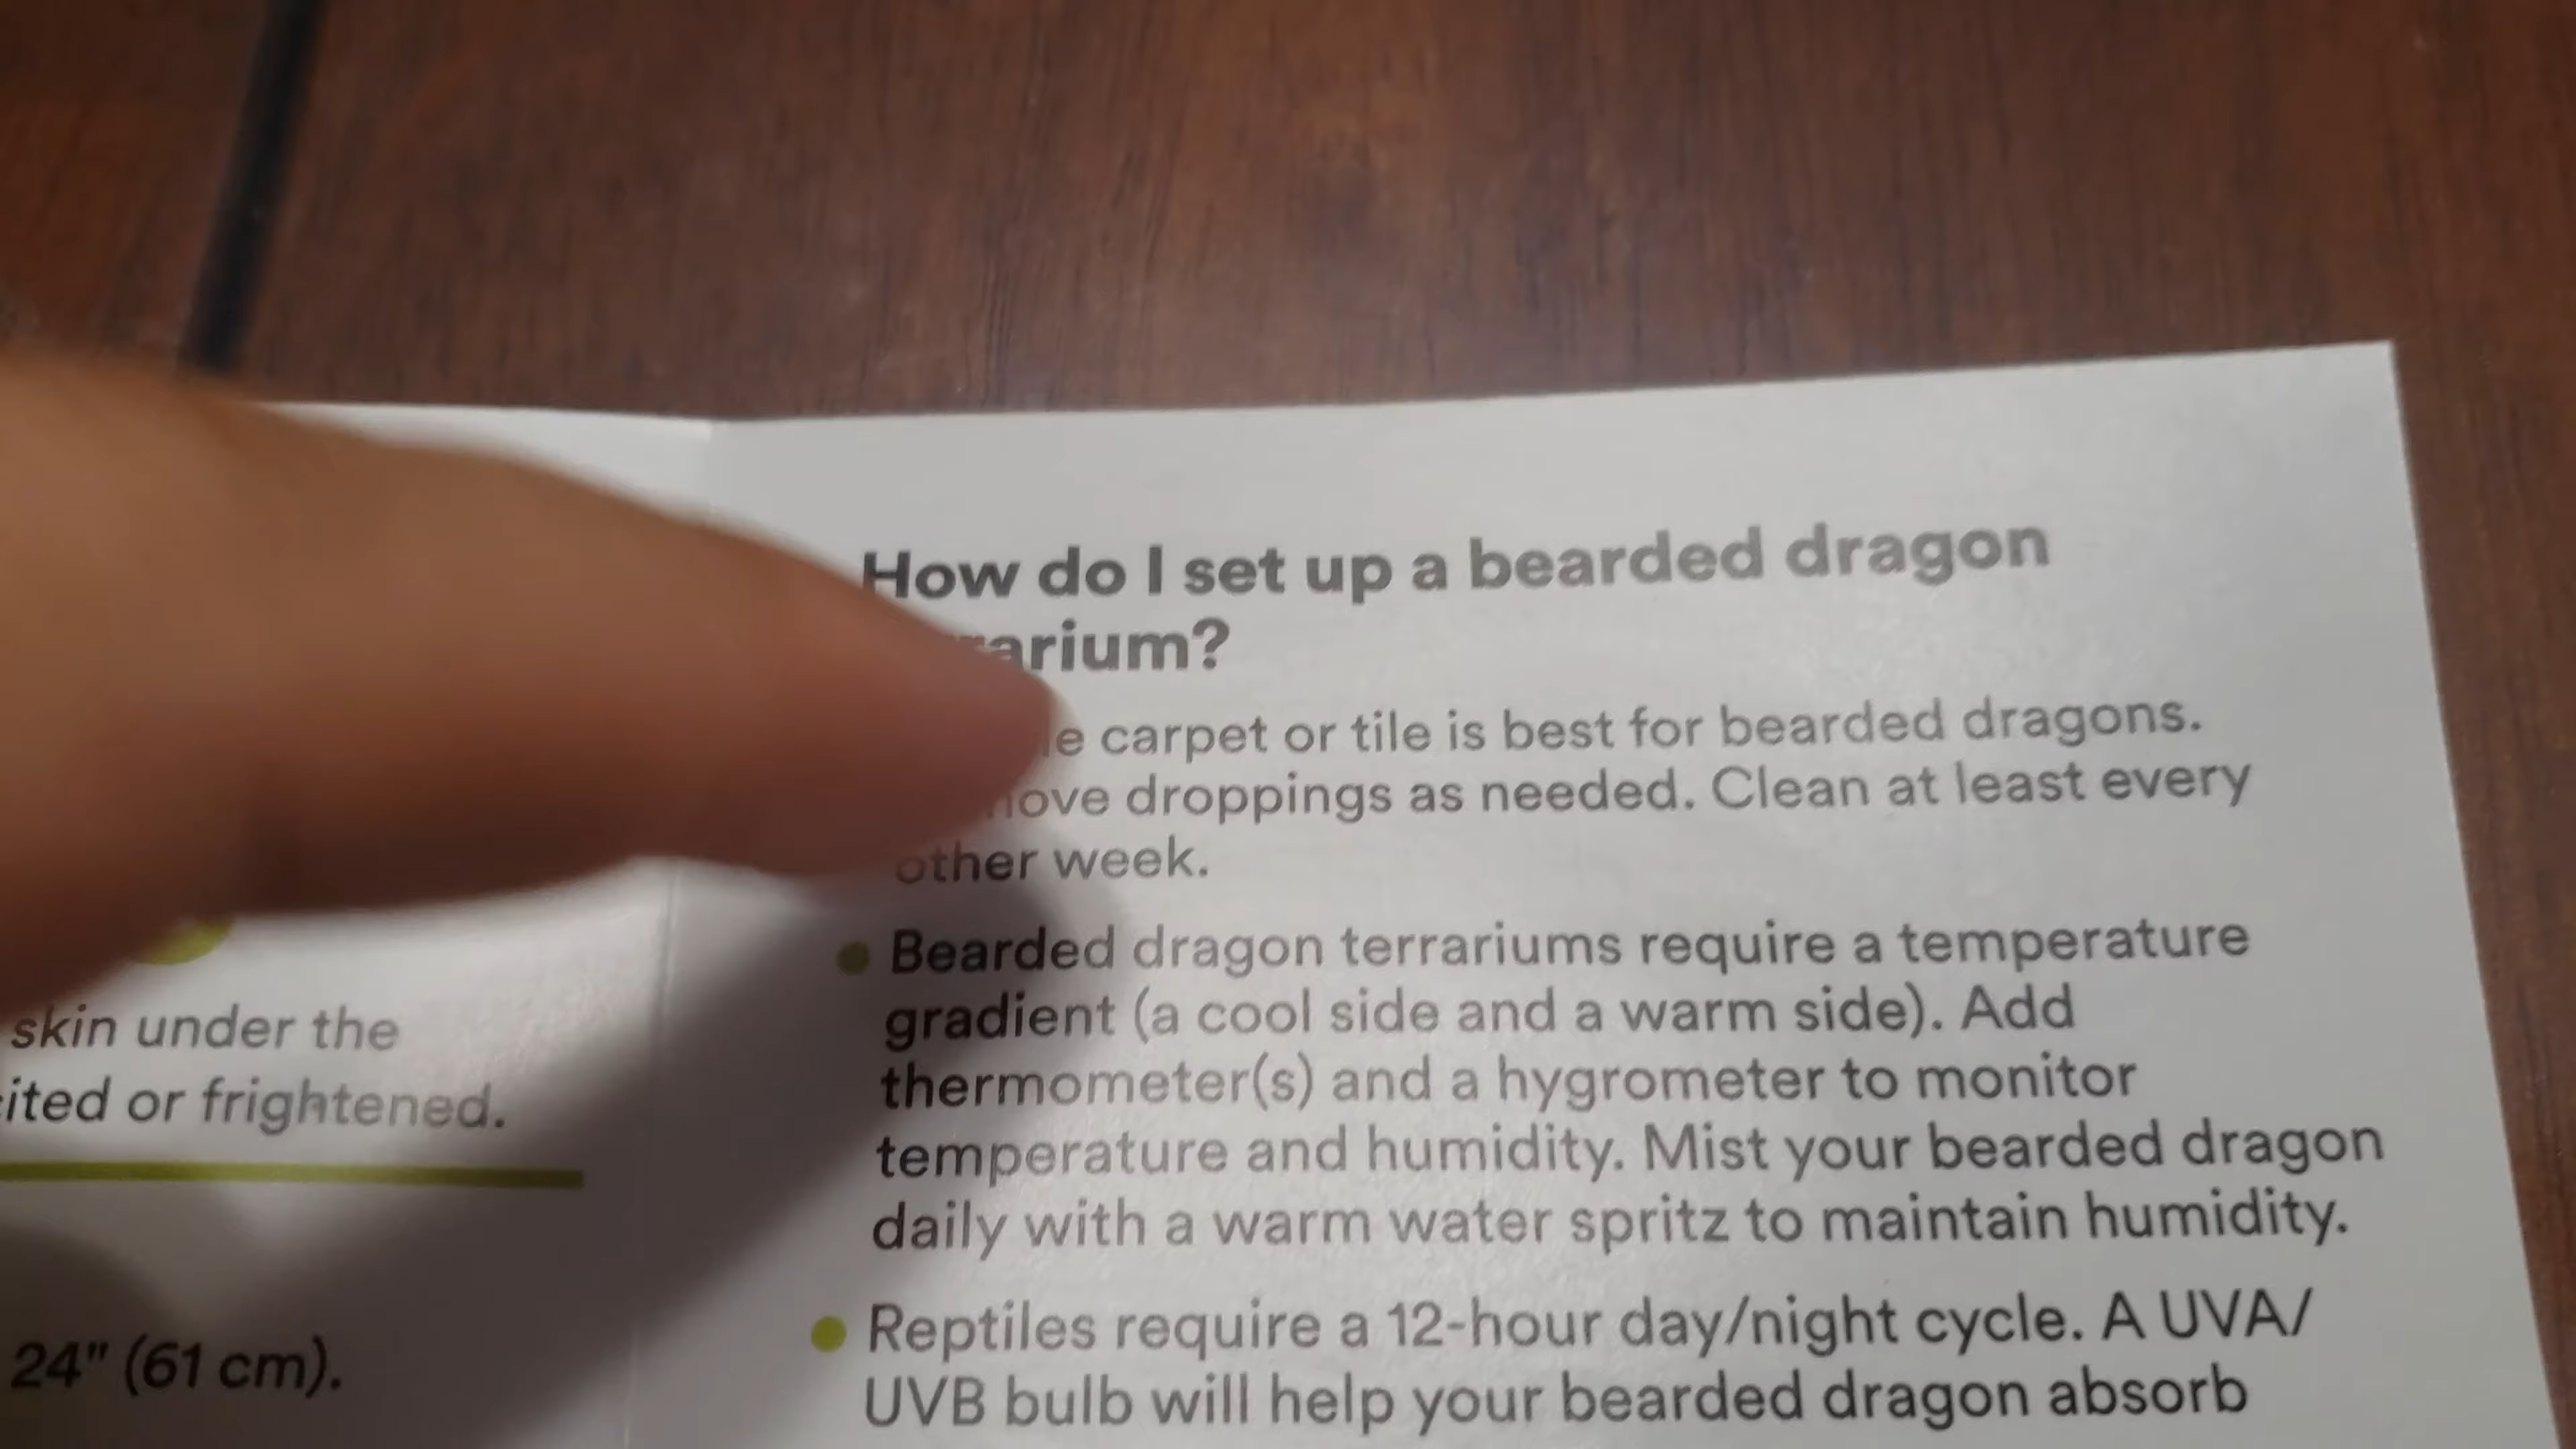 skin under the
or frightened.
24" (61 cm).
How do I set up a bearded dragon
carpet or tile is best for bearded dragons.
droppings as needed. Clean at least every
other week.
Bearded dragon terrariums require a temperature
gradient (a cool side and a warm side). Add
thermometer(s) and a hygrometer to monitor
temperature and humidity. Mist your bearded dragon
daily with a warm water spritz to maintain humidity.
Reptiles require a 12-hour day/night cycle. A UVA/
UVB bulb will help your bearded dragon absorb